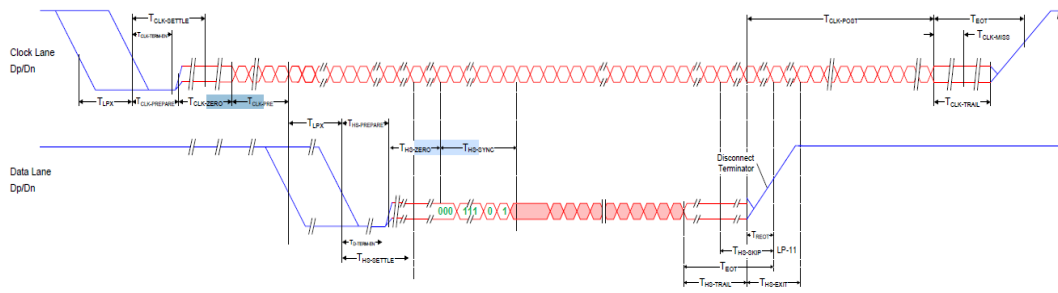 TCLK-SETTLE
TCLK-POST
TEOT
TCLK-TERM-EN
TCLK-MISS
Clock Lane
Dp/Dn
TLPX
TCLK-PREPARE
TCLK-ZERO
TCLK-PRE
TCLK-TRAIL
TLPX
THS-PREPARE
THS-ZERO
THS-SYNC
Disconnect
Terminator
Data Lane
Dp/Dn
000
111
0
1
TREOT
TD-TERM-EN
THS-SKIP
LP-11
THS-SETTLE
TEOT
THS-TRAIL
THS-EXIT